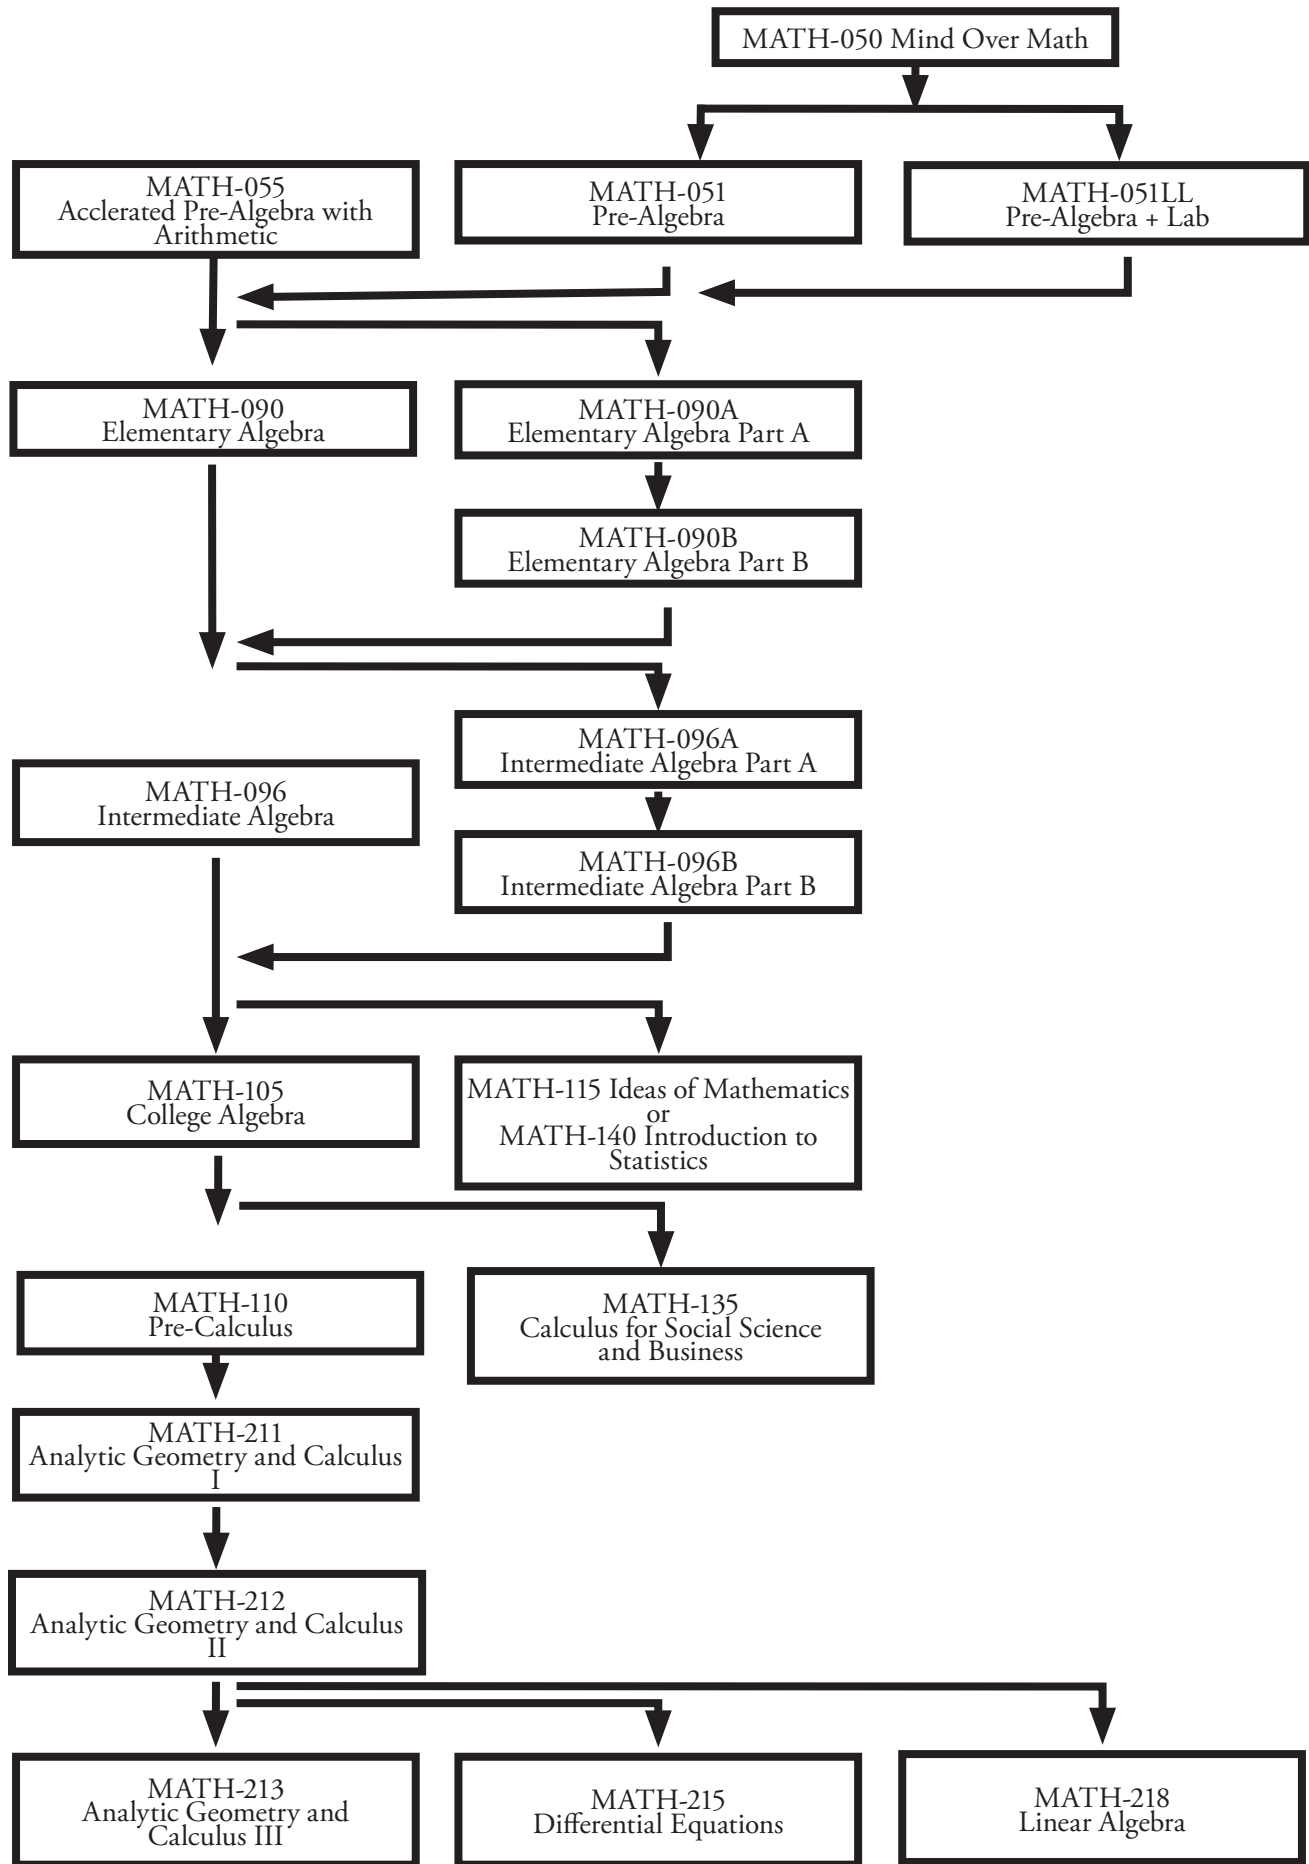 MATH-050 Mind Over Math
MATH-055
Acclerated Pre-Algebra with
Arithmetic
MATH-051
Pre-Algebra
MATH-051LL
Pre-Algebra + Lab
MATH-090
Elementary Algebra
MATH-090A
Elementary Algebra Part A
MATH-090B
Elementary Algebra Part B
MATH-096A
Intermediate Algebra Part A
MATH-096
Intermediate Algebra
MATH-096B
Intermediate Algebra Part B
MATH-105
College Algebra
MATH-115 Ideas of Mathematics
or
MATH-140 Introduction to
Statistics
MATH-110
Pre-Calculus
MATH-135
Calculus for Social Science
and Business
MATH-211
Analytic Geometry and Calculus
I
MATH-212
Analytic Geometry and Calculus
II
MATH-213
Analytic Geometry and
Calculus III
MATH-215
Differential Equations
MATH-218
Linear Algebra